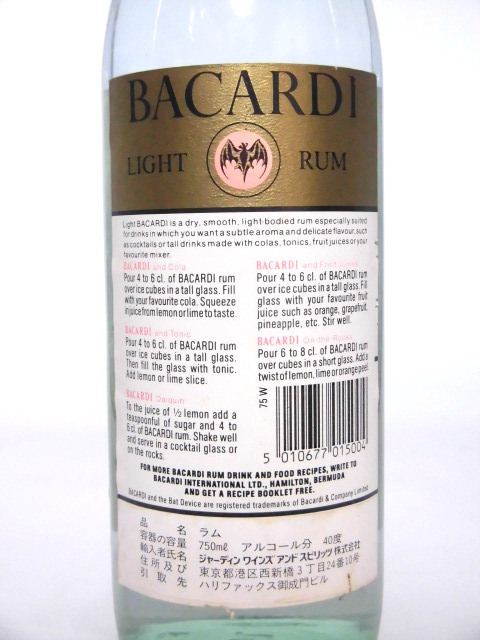 BACARDI
LIGHT RUM
Light BACARDI is a dry, smooth, light-bodied rum especially suited
for drinks in which you want a subtle aroma and delicate flavour, such
as cocktails or tall drinks made with colas, tonics, fruit juices or your
favourite mixer.
BACARDI and Cola
Pour 4 to 6 cl. of BACARDI rum
over ice cubes in a tall glass. Fill
with your favourite cola. Squeeze
in juice from lemon or lime to taste.
BACARDI and Tonic
Pour 4 to 6 cl. of BACARDI rum
over ice cubes in a tall glass.
Then fill the glass with tonic.
Add lemon or lime slice.
BACARDI Daiquiri
To the juice of ½ lemon add a
teaspoonful of sugar and 4 to
6 cl. of BACARDI rum. Shake well
and serve in a cocktail glass or
on the rocks.
BACARDI and Fruit Juices
Pour 4 to 6 cl. of BACARDI rum
over ice cubes in a tall glass. Fill
glass with your favourite fruit
juice such as orange, grapefruit,
pineapple, etc. Stir well.
BACARDI On-the-Rocks
Pour 6 to 8 cl. of BACARDI rum
over cubes in a short glass. Add a
twist of lemon, lime or orange peel.
75 W
5 010677 015004
FOR MORE BACARDI RUM DRINK AND FOOD RECIPES, WRITE TO
BACARDI INTERNATIONAL LTD., HAMILTON, BERMUDA
AND GET A RECIPE BOOKLET FREE.
BACARDI and the Bat Device are registered trademarks of Bacardi & Company Limited
品名 ラム
容器の容量 750mℓ アルコール分 40度
輸入者氏名 ジャーディン ワインズ アンド スピリッツ 株式会社
住所及び 東京都港区西新橋3丁目24番10号
引取先 ハリファックス御成門ビル